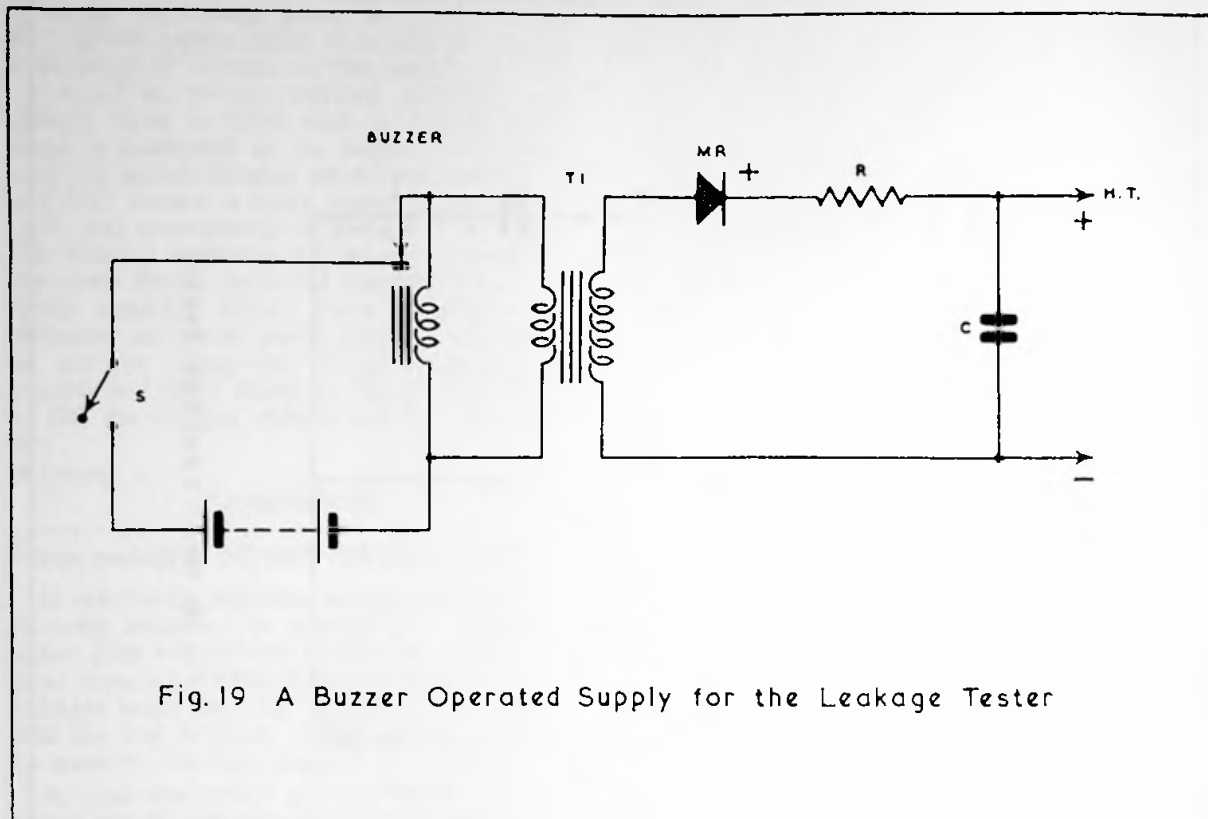 BUZZER
MR
+
R
T1
H.T.
+
S
C
−
Fig. 19 A Buzzer Operated Supply for the Leakage Tester